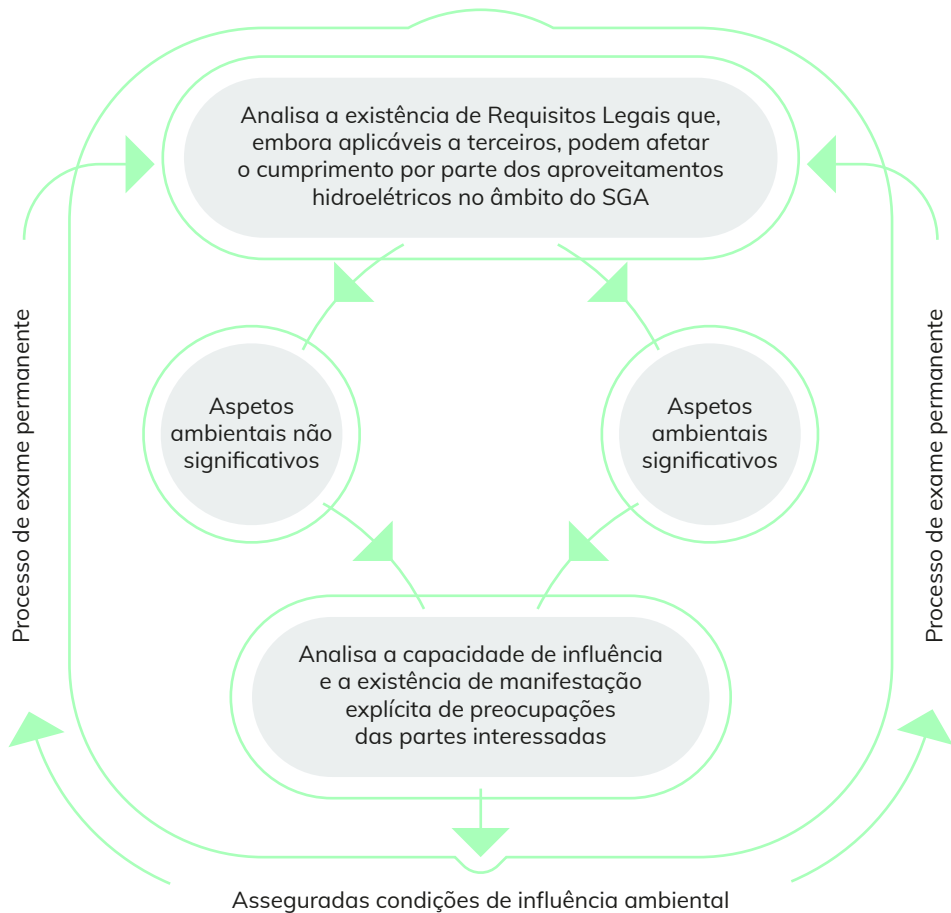 Analisa a existência de Requisitos Legais que,
embora aplicáveis a terceiros, podem afetar
o cumprimento por parte dos aproveitamentos
hidroelétricos no âmbito do SGA
Processo de exame permanente
Processo de exame permanente
Aspetos
ambientais não
significativos
Aspetos
ambientais
significativos
Analisa a capacidade de influência
e a existência de manifestação
explícita de preocupações
das partes interessadas
Asseguradas condições de influência ambiental